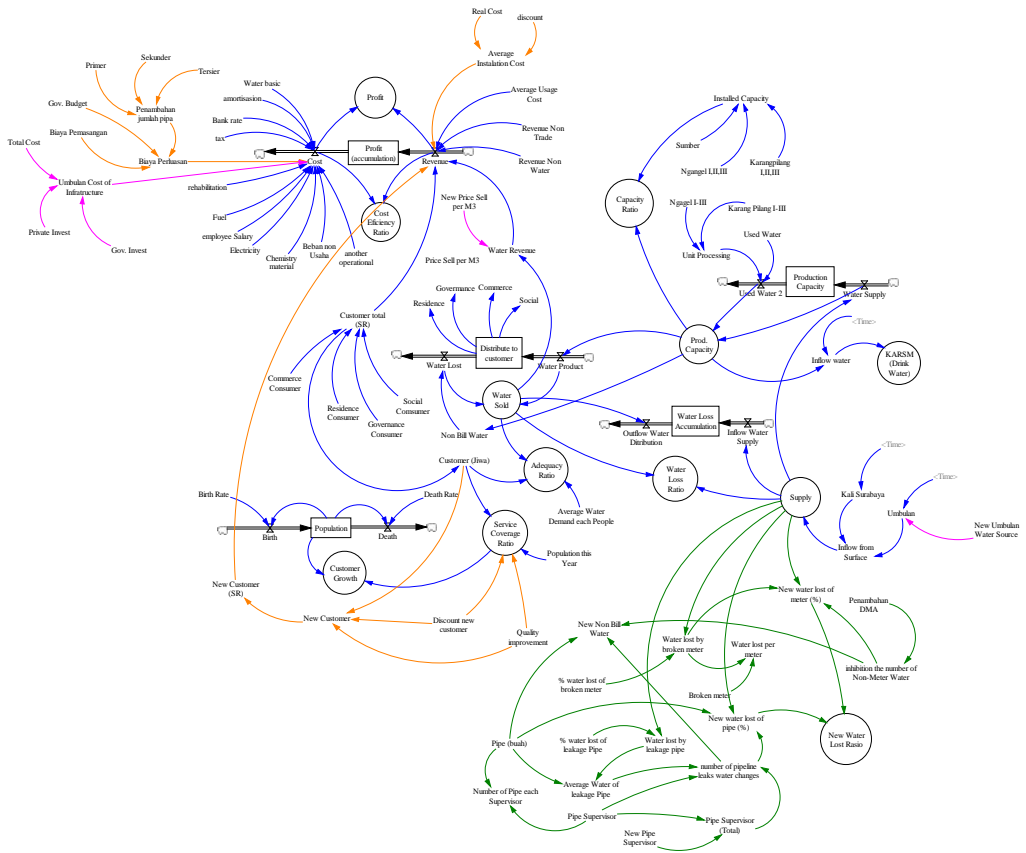 Real Cost
discount
Average
Instalation Cost
Sekunder
Primer
Tersier
Gov. Budget
Penambahan
jumlah pipa
Biaya Pemasangan
Total Cost
Biaya Perluasan
Umbulan Cost of
Infratructure
Private Invest
Gov. Invest
Water basic
amortisasion
Bank rate
tax
Profit
Profit
(accumulation)
Cost
Revenue
Average Usage
Cost
Revenue Non
Trade
Revenue Non
Water
rehabilitation
Fuel
employee Salary
Electricity
Chemistry
material
Beban non
Usaha
another
operational
Cost
Eficiency
Ratio
New Price Sell
per M3
Water Revenue
Price Sell per M3
Installed Capacity
Sumber
Ngangel I,II,III
Karangpilang
I,II,III
Capacity
Ratio
Ngagel I-III
Karang Pilang I-III
Used Water
Unit Processing
Used Water 2
Production
Capacity
Water Supply
<Time>
Inflow water
KARSM
(Drink
Water)
Prod.
Capacity
Governance
Commerce
Residence
Social
Customer total
(SR)
Distribute to
customer
Water Lost
Water Product
Commerce
Consumer
Residence
Consumer
Governance
Consumer
Social
Consumer
Water
Sold
Non Bill Water
Outflow Water
Ditribution
Water Loss
Accumulation
Inflow Water
Supply
Customer (Jiwa)
Adequacy
Ratio
Water
Loss
Ratio
Average Water
Demand each People
Supply
<Time>
<Time>
Kali Surabaya
Umbulan
New Umbulan
Water Source
Inflow from
Surface
Birth Rate
Death Rate
Population
Birth
Death
Service
Coverage
Ratio
Population this
Year
Customer
Growth
New Customer
(SR)
New Customer
Discount new
customer
Quality
improvement
New Non Bill
Water
Water lost by
broken meter
Water lost per
meter
New water lost of
meter (%)
Penambahan
DMA
inhibition the number of
Non-Meter Water
% water lost of
broken meter
Broken meter
New water lost of
pipe (%)
New Water
Lost Rasio
Pipe (buah)
% water lost of
leakage Pipe
Water lost by
leakage pipe
Number of Pipe each
Supervisor
Average Water of
leakage Pipe
number of pipeline
leaks water changes
Pipe Supervisor
Pipe Supervisor
(Total)
New Pipe
Supervisor